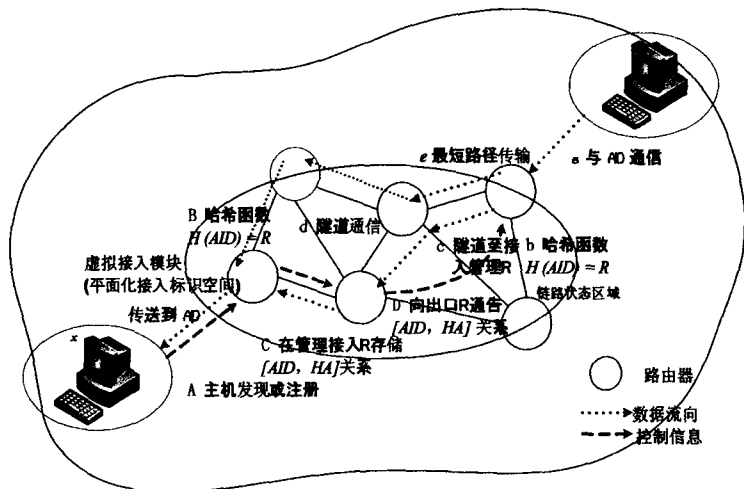 e 最短路径传输
a 与 AD 通信
B 哈希函数
H (AID) = R
d 隧道通信
c 隧道至接
入管理R
b 哈希函数
H (AID) = R
虚拟接入模块
(平面化接入标识空间)
链路状态区域
传送到 AD
D 向出口R通告
[AID, HA] 关系
x
C 在管理接入R存储
[AID, HA]关系
A 主机发现或注册
路由器
数据流向
控制信息